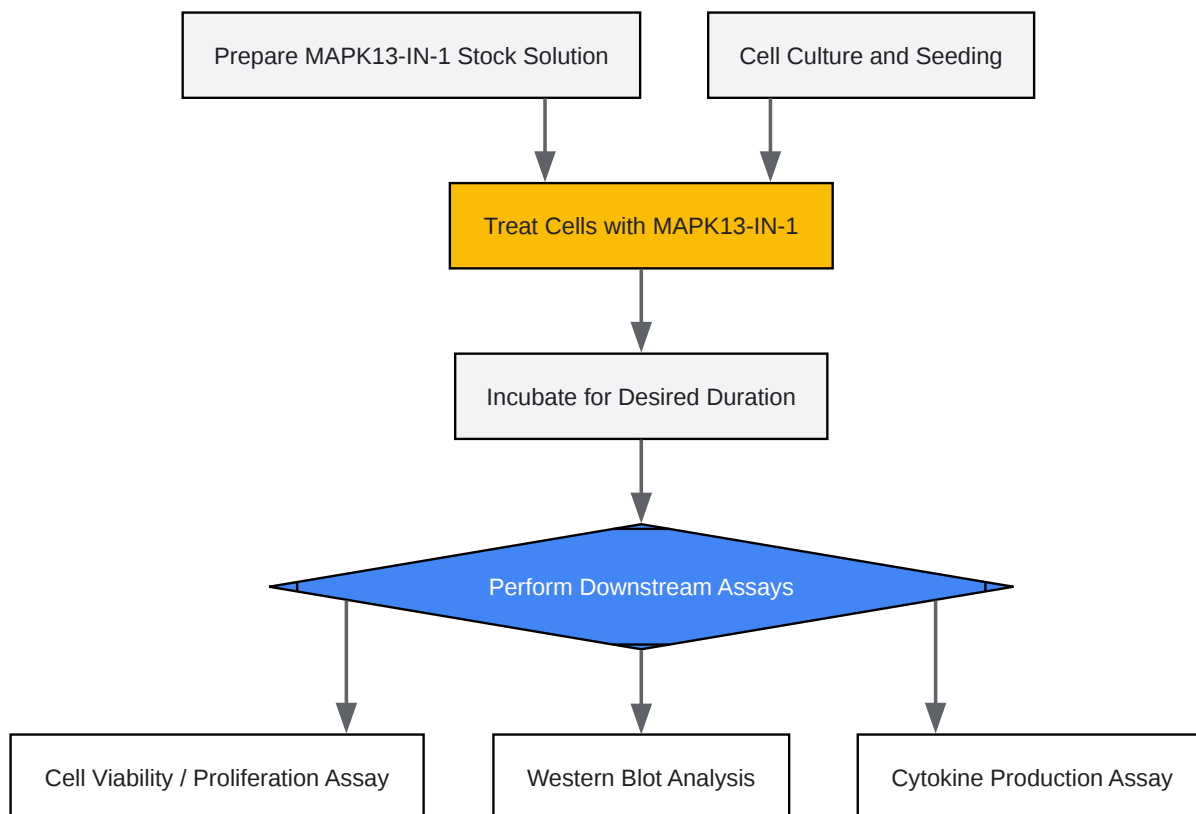 Prepare MAPK13-IN-1 Stock Solution
Cell Culture and Seeding
Treat Cells with MAPK13-IN-1
Incubate for Desired Duration
Perform Downstream Assays
Cell Viability / Proliferation Assay
Western Blot Analysis
Cytokine Production Assay